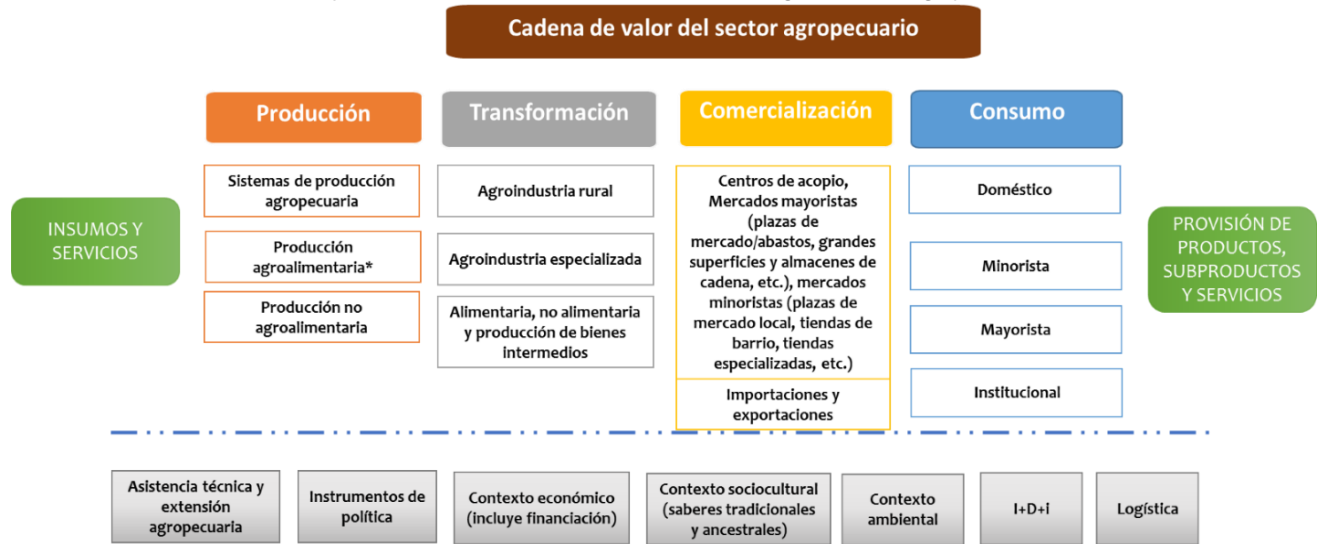 Cadena de valor del sector agropecuario
Producción
Transformación
Comercialización
Consumo
INSUMOS Y
SERVICIOS
Sistemas de producción
agropecuaria
Producción
agroalimentaria*
Producción no
agroalimentaria
Agroindustria rural
Agroindustria especializada
Alimentaria, no alimentaria
y producción de bienes
intermedios
Centros de acopio,
Mercados mayoristas
(plazas de
mercado/abastos, grandes
superficies y almacenes de
cadena, etc.), mercados
minoristas (plazas de
mercado local, tiendas de
barrio, tiendas
especializadas, etc.)
Importaciones y
exportaciones
Doméstico
Minorista
Mayorista
Institucional
PROVISIÓN DE
PRODUCTOS,
SUBPRODUCTOS
Y SERVICIOS
Asistencia técnica y
extensión
agropecuaria
Instrumentos de
política
Contexto económico
(incluye financiación)
Contexto sociocultural
(saberes tradicionales
y ancestrales)
Contexto
ambiental
I+D+i
Logística